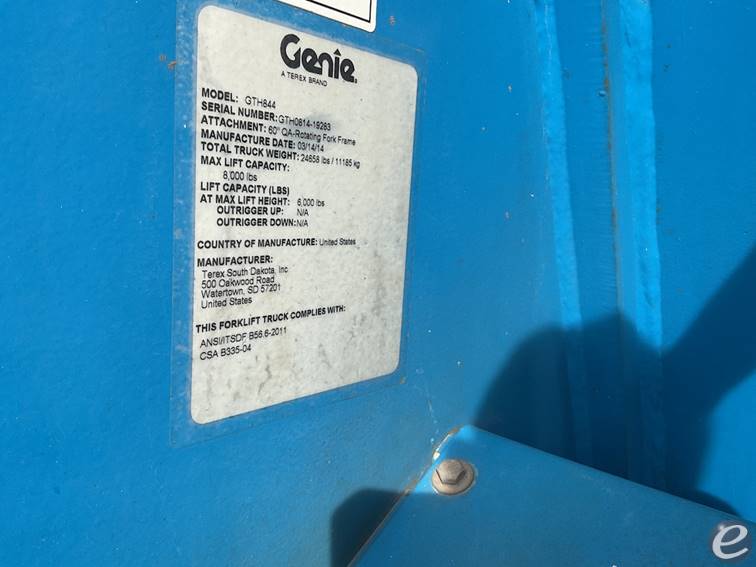 Genie
A TEREX BRAND
MODEL: GTH844
SERIAL NUMBER: GTH0814-19283
ATTACHMENT: 60° QA-Rotating Fork Frame
MANUFACTURE DATE: 03/14/14
TOTAL TRUCK WEIGHT: 24658 lbs / 11185 kg
MAX LIFT CAPACITY:
8,000 lbs
LIFT CAPACITY (LBS)
AT MAX LIFT HEIGHT: 6,000 lbs
OUTRIGGER UP: N/A
OUTRIGGER DOWN: N/A
COUNTRY OF MANUFACTURE: United States
MANUFACTURER:
Terex South Dakota, Inc
500 Oakwood Road
Watertown, SD 57201
United States
THIS FORKLIFT TRUCK COMPLIES WITH:
ANSI/ITSDF B56.6-2011
CSA B335-04
e